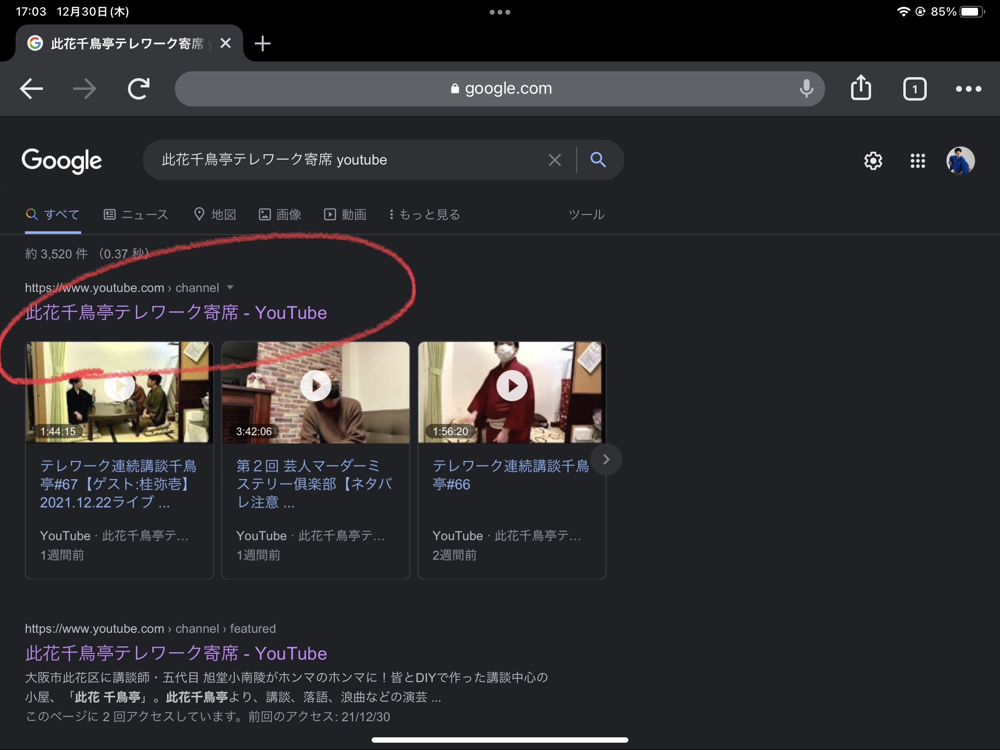 17:03 12月30日(木)
85%
此花千鳥亭テレワーク寄席 y
google.com
1
Google
此花千鳥亭テレワーク寄席 youtube
すべて ニュース 地図 画像 動画 もっと見る ツール
約 3,520 件 （0.37 秒）
https://www.youtube.com › channel
此花千鳥亭テレワーク寄席 - YouTube
1:44:15
テレワーク連続講談千鳥
亭#67【ゲスト:桂弥壱】
2021.12.22ライブ ...
YouTube · 此花千鳥亭テ...
1週間前
3:42:06
第２回 芸人マーダーミ
ステリー倶楽部【ネタバ
レ注意 ...
YouTube · 此花千鳥亭テ...
1週間前
1:56:20
テレワーク連続講談千鳥
亭#66
YouTube · 此花千鳥亭テ...
2週間前
https://www.youtube.com › channel › featured
此花千鳥亭テレワーク寄席 - YouTube
大阪市此花区に講談師・五代目 旭堂小南陵がホンマのホンマに！皆とDIYで作った講談中心の
小屋、「此花 千鳥亭」。此花千鳥亭より、講談、落語、浪曲などの演芸 ...
このページに 2 回アクセスしています。前回のアクセス: 21/12/30